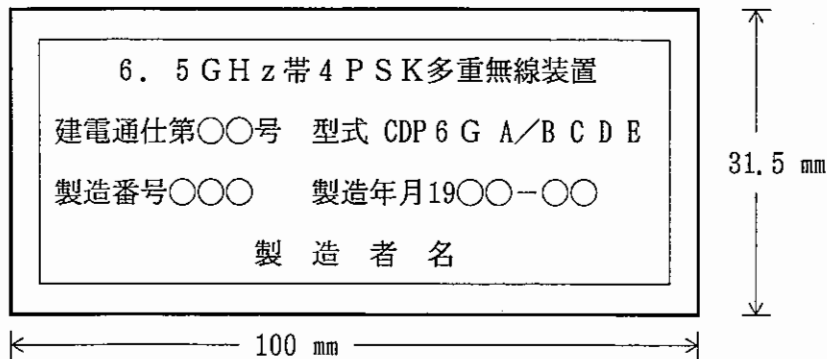 6．5GHz帯4PSK多重無線装置
建電通仕第○○号　型式 CDP6G A／BCDE
製造番号○○○　製造年月19○○－○○
製　造　者　名
31.5 mm
100 mm